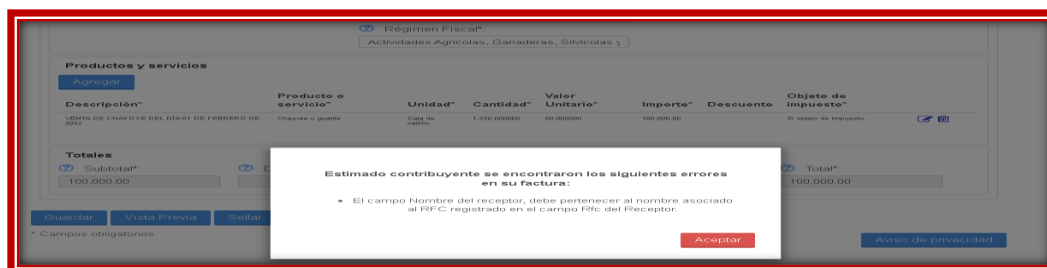 Régimen Fiscal*:
Actividades Agrícolas, Ganaderas, Silvícolas y
Productos y servicios
Agregar
Descripción* Producto o servicio* Unidad* Cantidad* Valor Unitario* Importe* Descuento Objeto de impuesto*
VENTA DE CHAYOTE DEL DÍA 01 DE FEBRERO DE 2022 Chayote o guatila Caja de cartón 1,250.000000 80.000000 100,000.00 Sí objeto de impuesto.
Totales
Subtotal*: Total*:
100,000.00 100,000.00
Estimado contribuyente se encontraron los siguientes errores
en su factura:
• El campo Nombre del receptor, debe pertenecer al nombre asociado
al RFC registrado en el campo Rfc del Receptor.
Aceptar
Guardar Vista Previa Sellar
* Campos obligatorios Aviso de privacidad